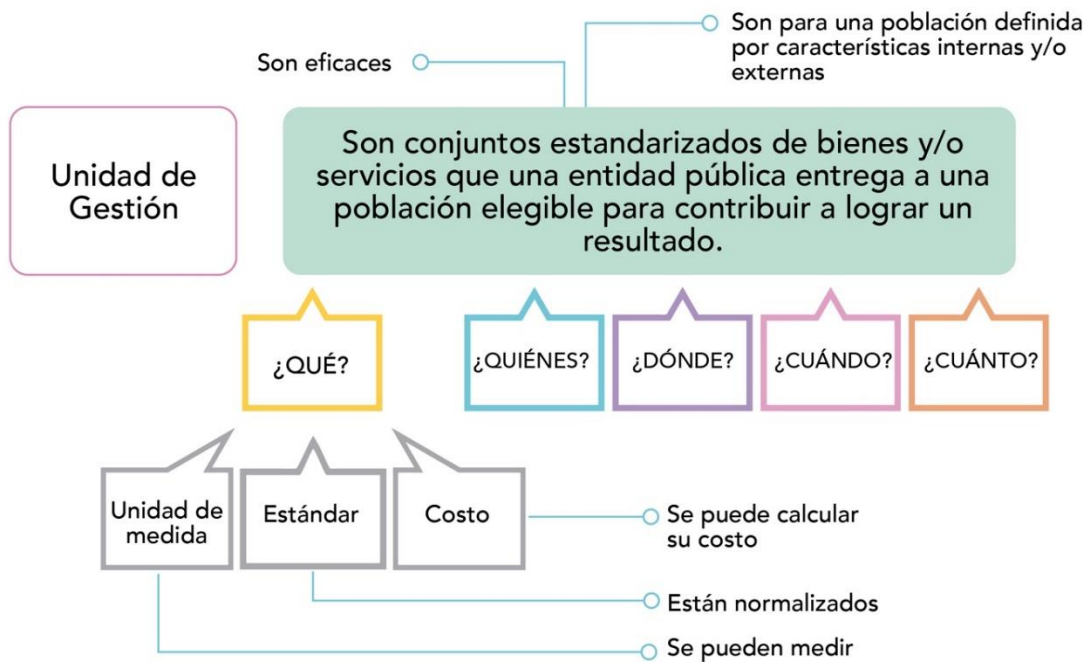 Son eficaces
Son para una población definida
por características internas y/o
externas
Unidad de
Gestión
Son conjuntos estandarizados de bienes y/o
servicios que una entidad pública entrega a una
población elegible para contribuir a lograr un
resultado.
¿QUÉ?
¿QUIÉNES?
¿DÓNDE?
¿CUÁNDO?
¿CUÁNTO?
Unidad de
medida
Estándar
Costo
Se puede calcular
su costo
Están normalizados
Se pueden medir